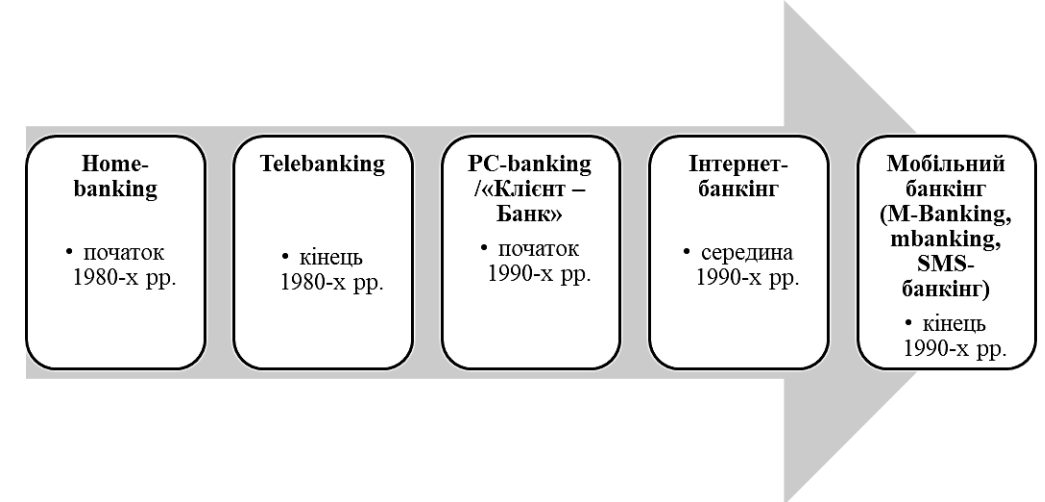 Home-
banking
• початок
1980-х рр.
Telebanking
• кінець
1980-х рр.
PC-banking
/«Клієнт –
Банк»
• початок
1990-х рр.
Інтернет-
банкінг
• середина
1990-х рр.
Мобільний
банкінг
(M-Banking,
mbanking,
SMS-
банкінг)
• кінець
1990-х рр.